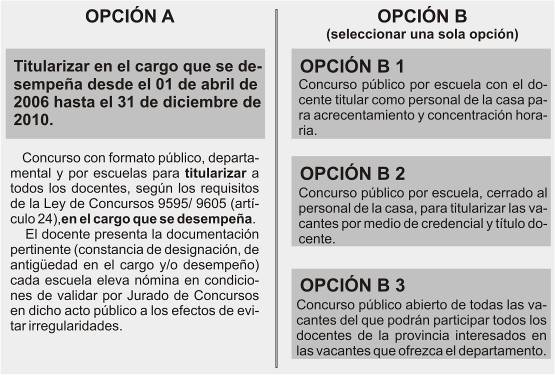 OPCIÓN A
Titularizar en el cargo que se de-
sempeña desde el 01 de abril de
2006 hasta el 31 de diciembre de
2010.
Concurso con formato público, departa-
mental y por escuelas para titularizar a
todos los docentes, según los requisitos
de la Ley de Concursos 9595/ 9605 (artí-
culo 24),en el cargo que se desempeña.
El docente presenta la documentación
pertinente (constancia de designación, de
antigüedad en el cargo y/o desempeño)
cada escuela eleva nómina en condicio-
nes de validar por Jurado de Concursos
en dicho acto público a los efectos de evi-
tar irregularidades.
OPCIÓN B
(seleccionar una sola opción)
OPCIÓN B 1
Concurso público por escuela con el do-
cente titular como personal de la casa pa-
ra acrecentamiento y concentración hora-
ria.
OPCIÓN B 2
Concurso público por escuela, cerrado al
personal de la casa, para titularizar las va-
cantes por medio de credencial y título do-
cente.
OPCIÓN B 3
Concurso público abierto de todas las va-
cantes del que podrán participar todos los
docentes de la provincia interesados en
las vacantes que ofrezca el departamento.